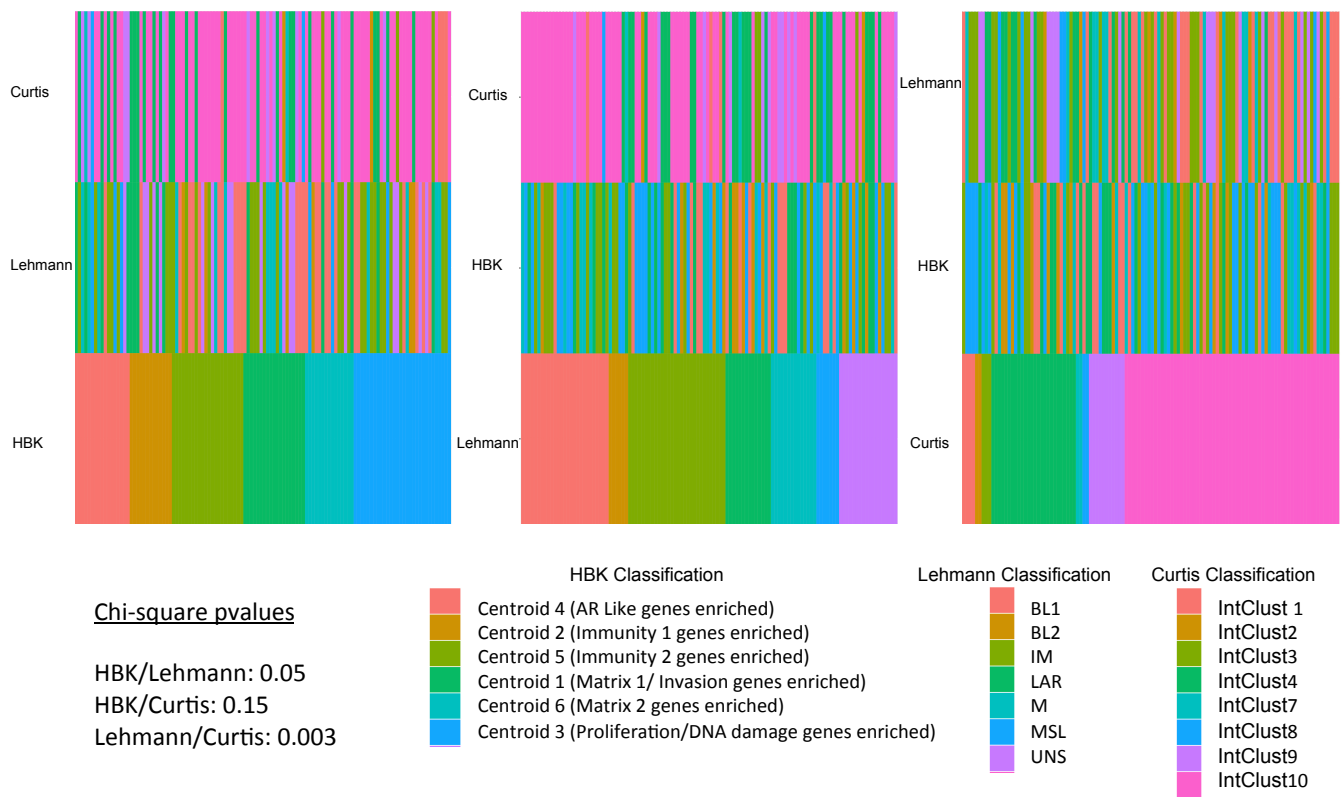 Curtis
Lehmann
HBK
Curtis
HBK
Lehmann
Lehmann
HBK
Curtis
Chi-square pvalues
HBK/Lehmann: 0.05
HBK/Curtis: 0.15
Lehmann/Curtis: 0.003
HBK Classification
Centroid 4 (AR Like genes enriched)
Centroid 2 (Immunity 1 genes enriched)
Centroid 5 (Immunity 2 genes enriched)
Centroid 1 (Matrix 1/ Invasion genes enriched)
Centroid 6 (Matrix 2 genes enriched)
Centroid 3 (Proliferation/DNA damage genes enriched)
Lehmann Classification
BL1
BL2
IM
LAR
M
MSL
UNS
Curtis Classification
IntClust 1
IntClust2
IntClust3
IntClust4
IntClust7
IntClust8
IntClust9
IntClust10